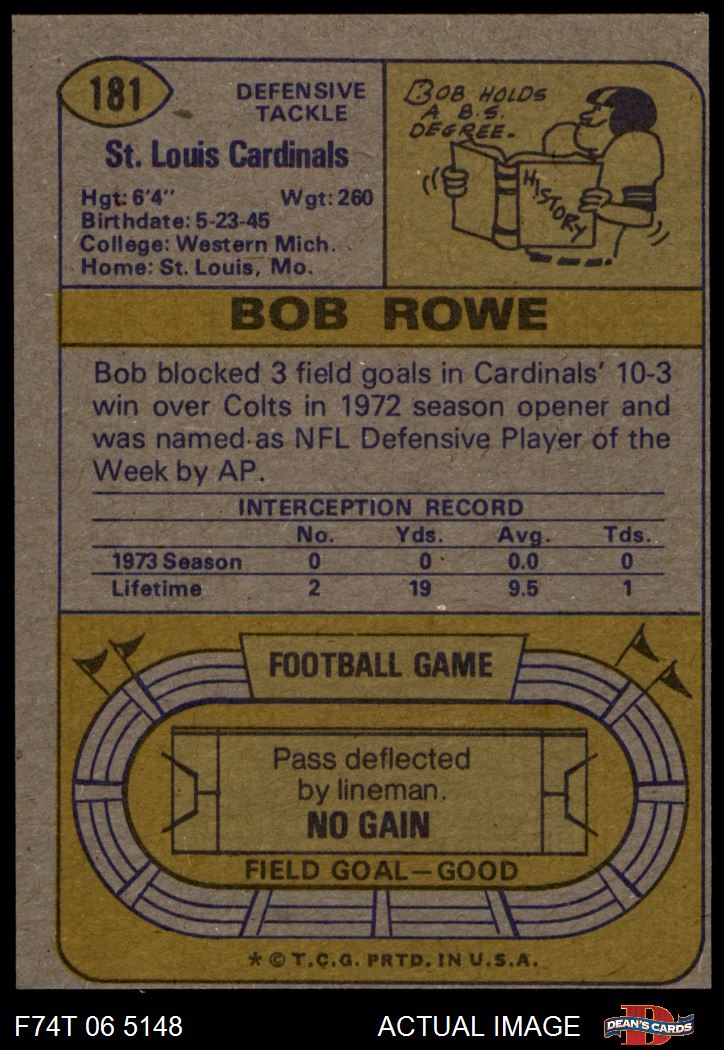 181
DEFENSIVE
TACKLE
St. Louis Cardinals
Hgt: 6'4" Wgt: 260
Birthdate: 5-23-45
College: Western Mich.
Home: St. Louis, Mo.
BOB HOLDS
A B.S.
DEGREE.
HISTORY
BOB ROWE
Bob blocked 3 field goals in Cardinals' 10-3
win over Colts in 1972 season opener and
was named as NFL Defensive Player of the
Week by AP.
INTERCEPTION RECORD
No. Yds. Avg. Tds.
1973 Season 0 0 0.0 0
Lifetime 2 19 9.5 1
FOOTBALL GAME
Pass deflected
by lineman.
NO GAIN
FIELD GOAL—GOOD
* © T.C.G. PRTD. IN U.S.A.
F74T 06 5148 ACTUAL IMAGE D DEAN'S CARDS